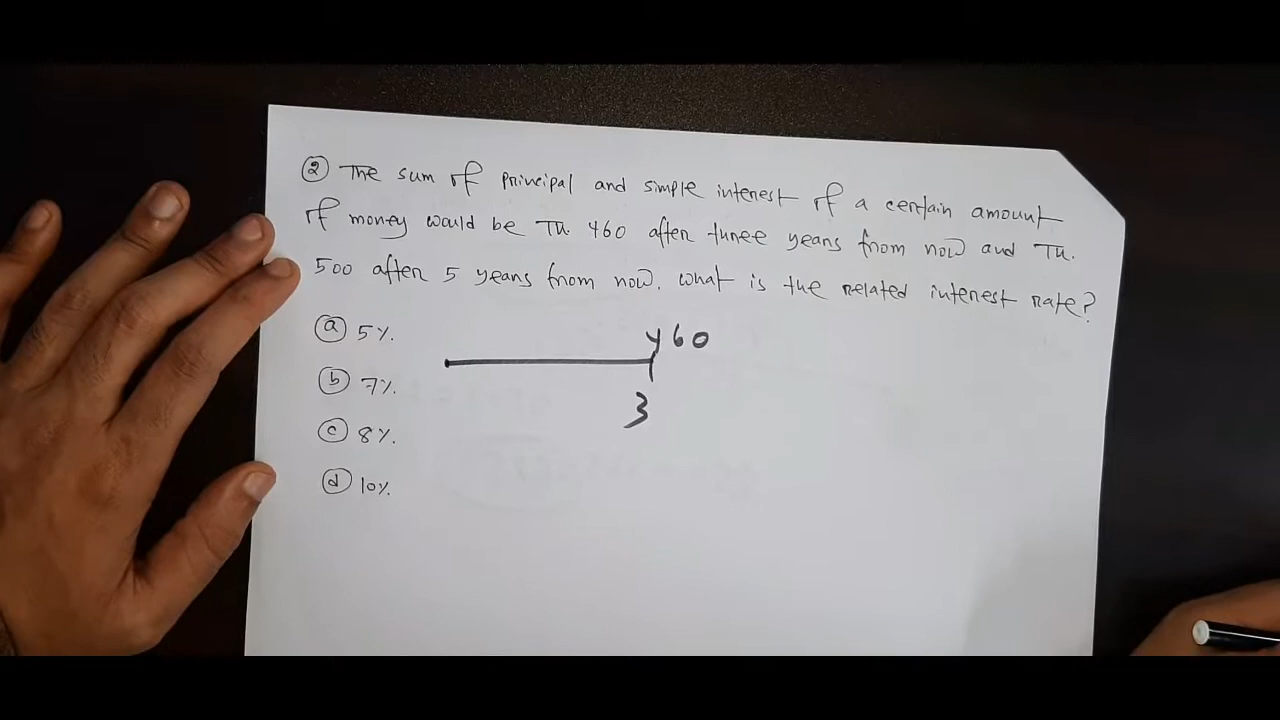 ② The sum of principal and simple interest of a certain amount
of money would be Tk. 460 after three years from now and Tk.
500 after 5 years from now. what is the related interest rate?
ⓐ 5%.
ⓑ 7%.
ⓒ 8%.
ⓓ 10%.
460
3